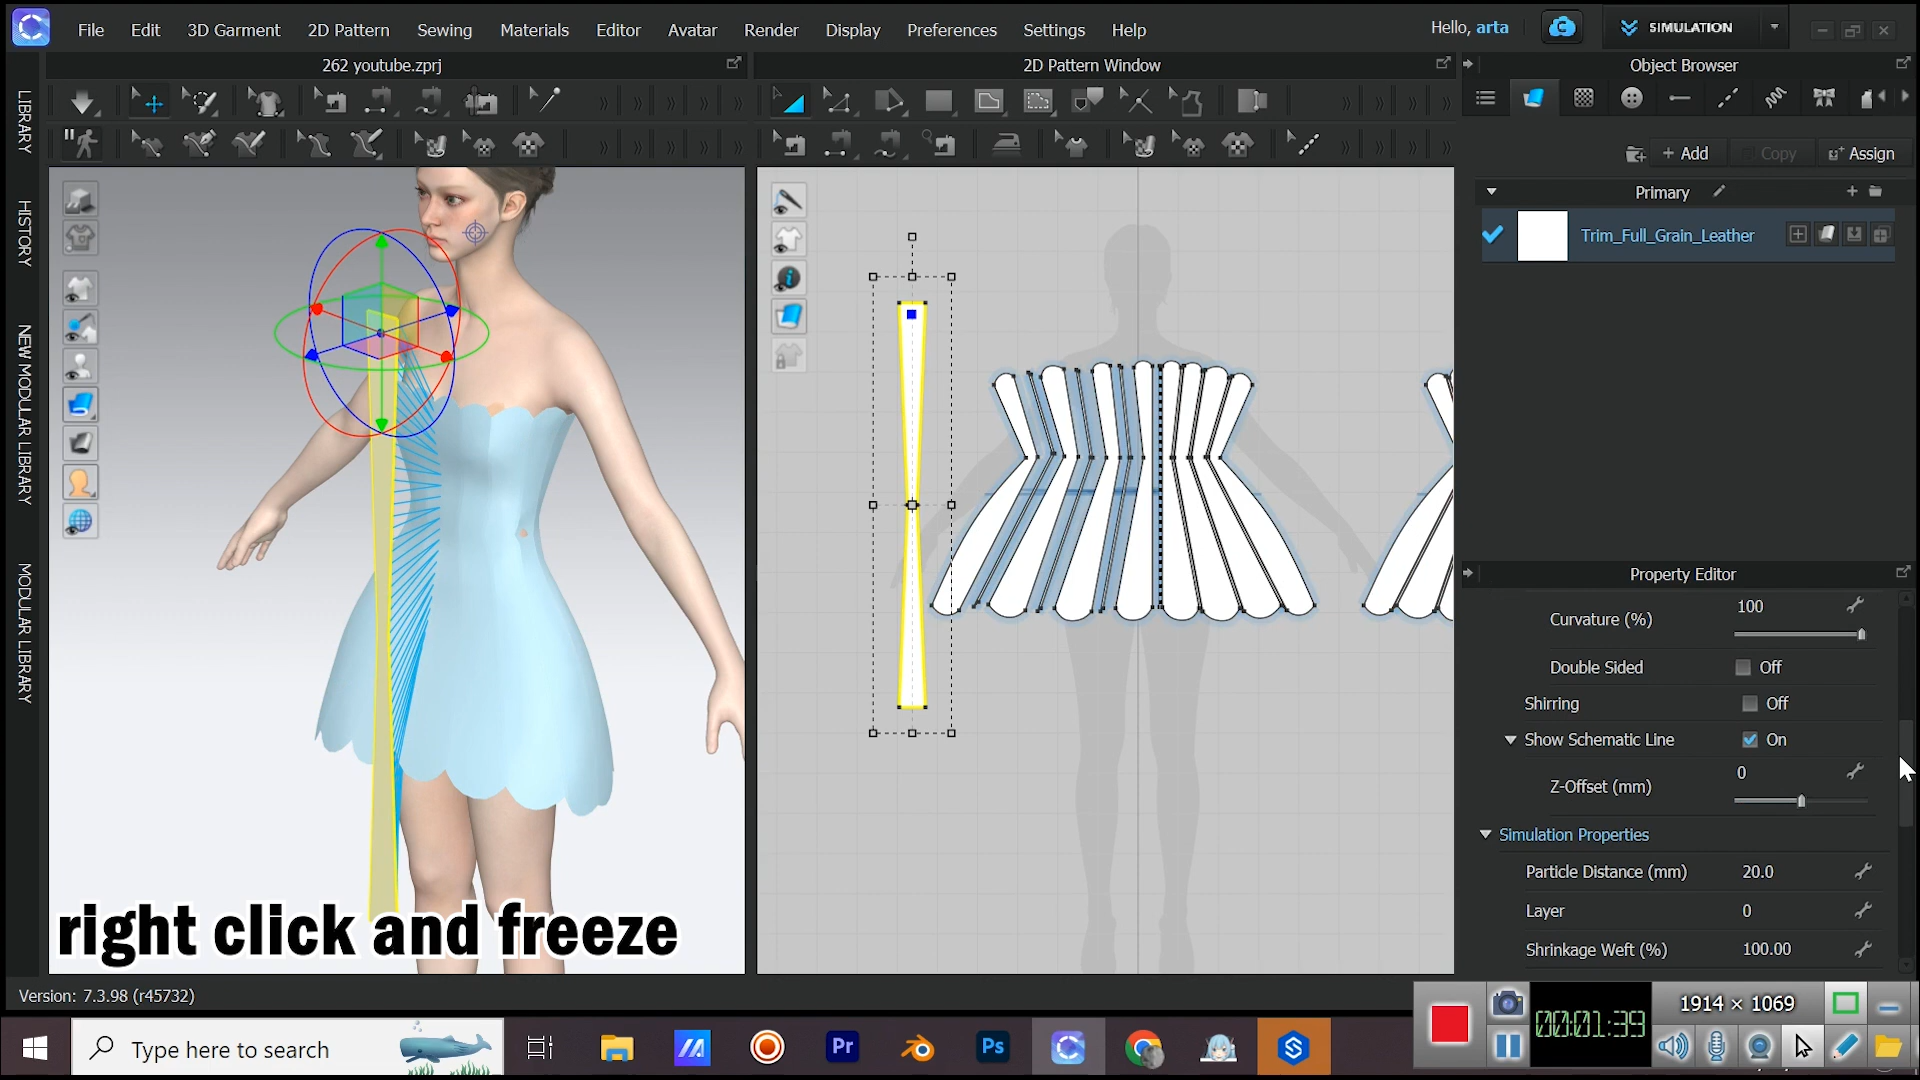 File Edit 3D Garment 2D Pattern Sewing Materials Editor Avatar Render Display Preferences Settings Help
Hello, arta
SIMULATION
262 youtube.zprj
2D Pattern Window
Object Browser
LIBRARY
HISTORY
NEW MODULAR LIBRARY
MODULAR LIBRARY
+ Add
Copy
Assign
Primary
Trim_Full_Grain_Leather
Property Editor
Curvature (%) 100
Double Sided Off
Shirring Off
Show Schematic Line On
Z-Offset (mm) 0
Simulation Properties
Particle Distance (mm) 20.0
Layer 0
Shrinkage Weft (%) 100.00
right click and freeze
Version: 7.3.98 (r45732)
1914 × 1069
00:01:39
Type here to search
Pr
Ps